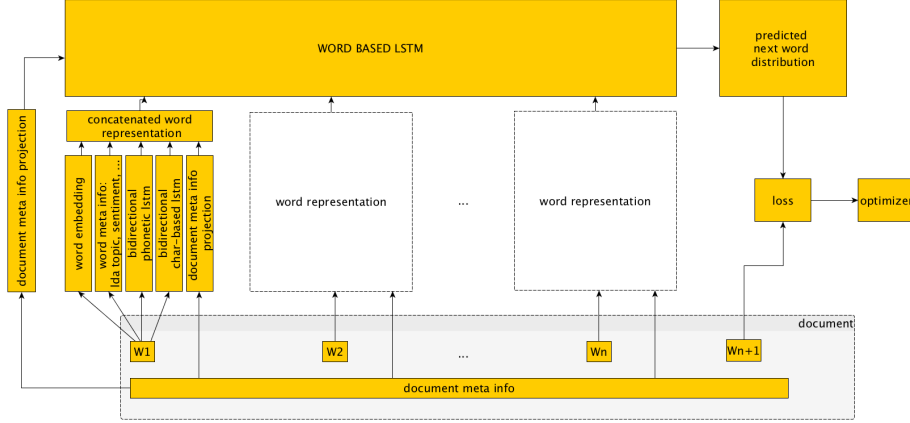 WORD BASED LSTM
predicted
next word
distribution
document meta info projection
concatenated word
representation
word embedding
word meta info:
lda topic, sentiment, ...
bidirectional
phonetic lstm
bidirectional
char-based lstm
document meta info
projection
word representation
...
word representation
loss
optimizer
document
W1
W2
...
Wn
Wn+1
document meta info